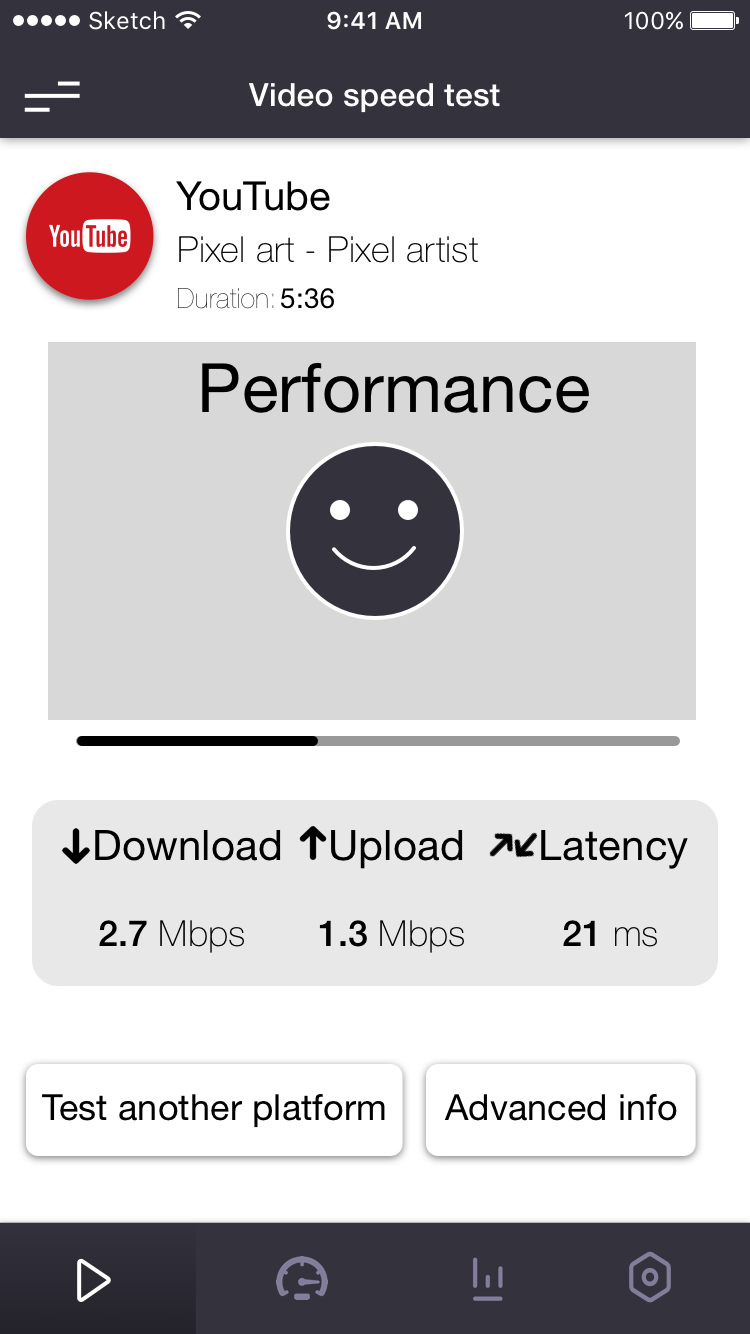 Sketch 9:41 AM 100%
Video speed test
YouTube
YouTube
Pixel art - Pixel artist
Duration: 5:36
Performance
Download Upload Latency
2.7 Mbps 1.3 Mbps 21 ms
Test another platform Advanced info